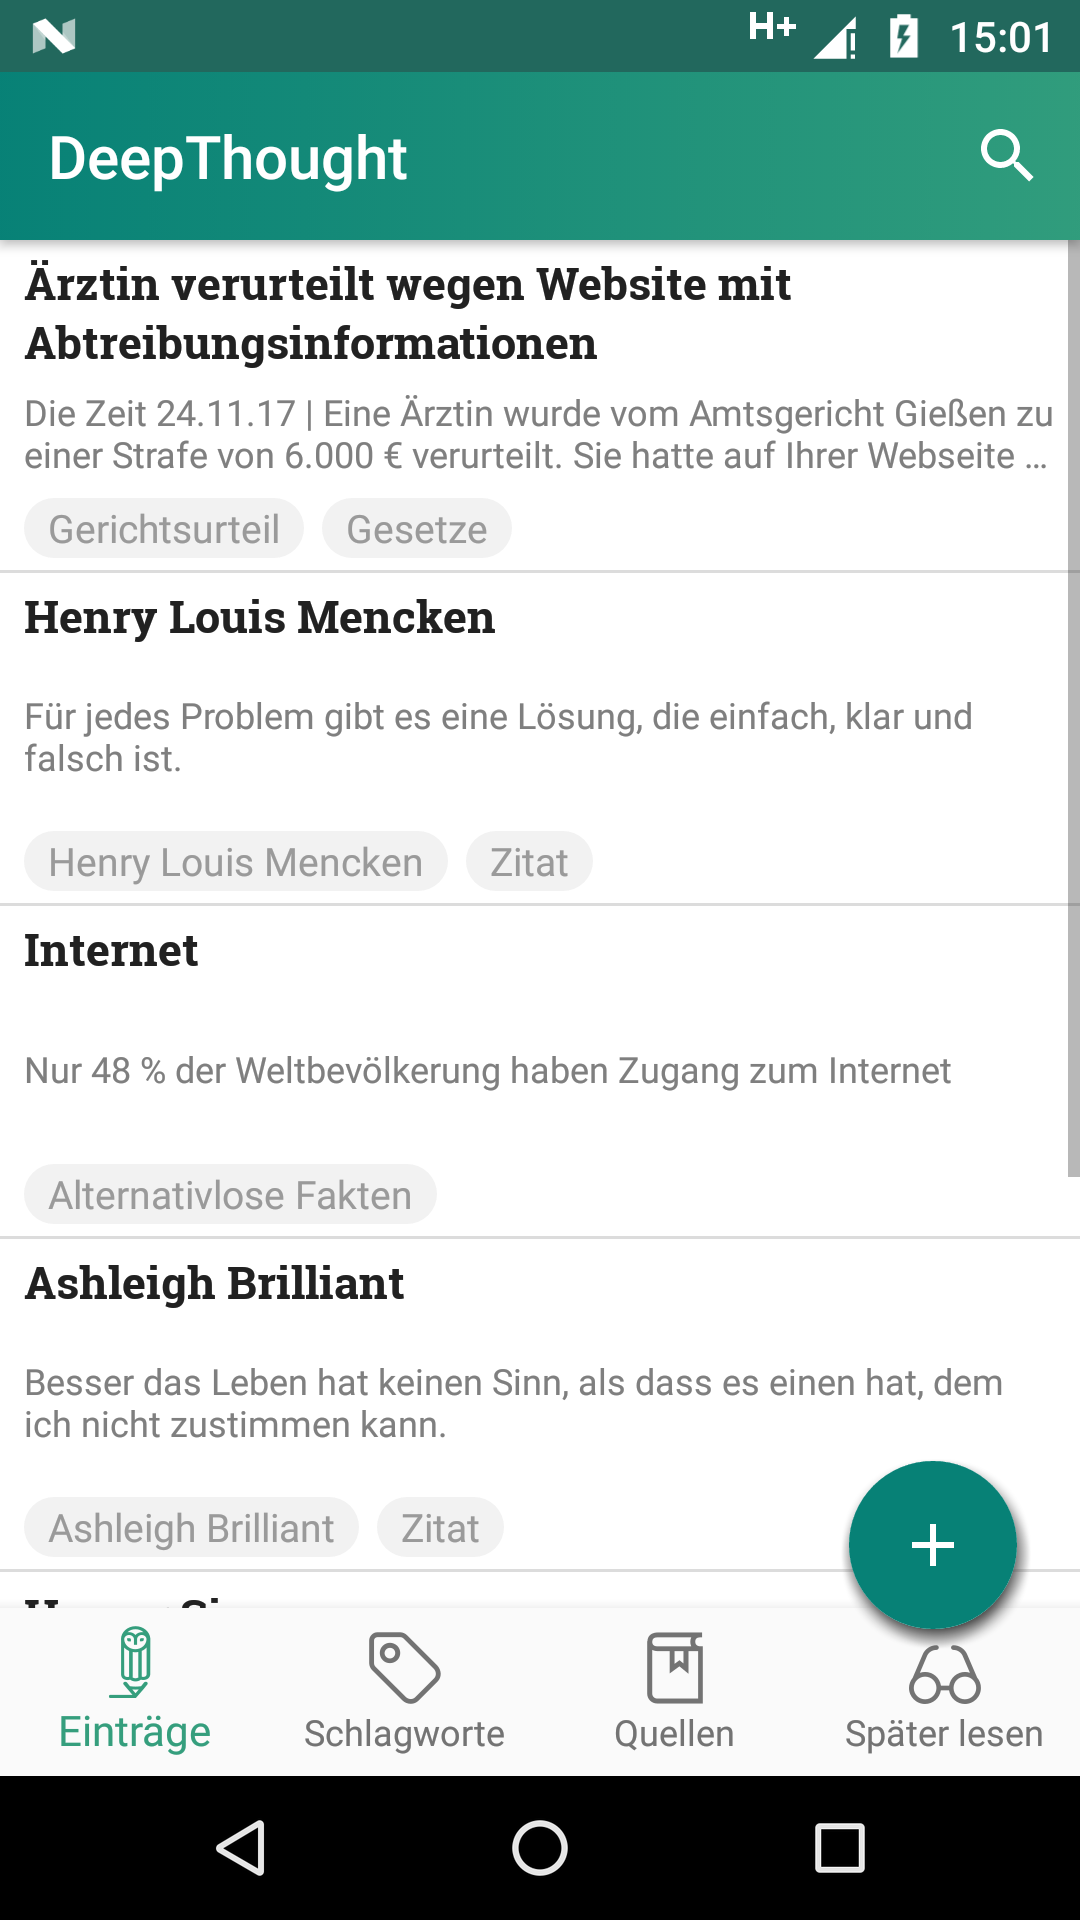 H+ 15:01
DeepThought
Ärztin verurteilt wegen Website mit
Abtreibungsinformationen
Die Zeit 24.11.17 | Eine Ärztin wurde vom Amtsgericht Gießen zu
einer Strafe von 6.000 € verurteilt. Sie hatte auf Ihrer Webseite ...
Gerichtsurteil Gesetze
Henry Louis Mencken
Für jedes Problem gibt es eine Lösung, die einfach, klar und
falsch ist.
Henry Louis Mencken Zitat
Internet
Nur 48 % der Weltbevölkerung haben Zugang zum Internet
Alternativlose Fakten
Ashleigh Brilliant
Besser das Leben hat keinen Sinn, als dass es einen hat, dem
ich nicht zustimmen kann.
Ashleigh Brilliant Zitat
Einträge Schlagworte Quellen Später lesen